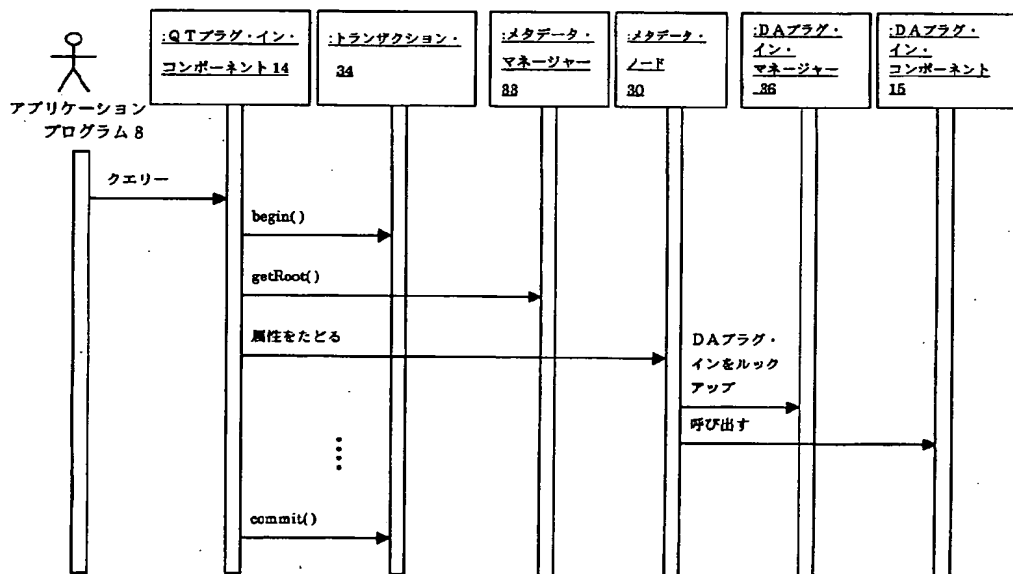 :QTプラグ・イン・
コンポーネント14
:トランザクション・
34
:メタデータ・
マネージャー
33
:メタデータ・
ノード
30
:DAプラグ・
イン・
マネージャー
36
:DAプラグ・
イン・
コンポーネント
15
アプリケーション
プログラム8
クエリー
begin()
getRoot()
属性をたどる
DAプラグ・
インをルック
アップ
呼び出す
commit()